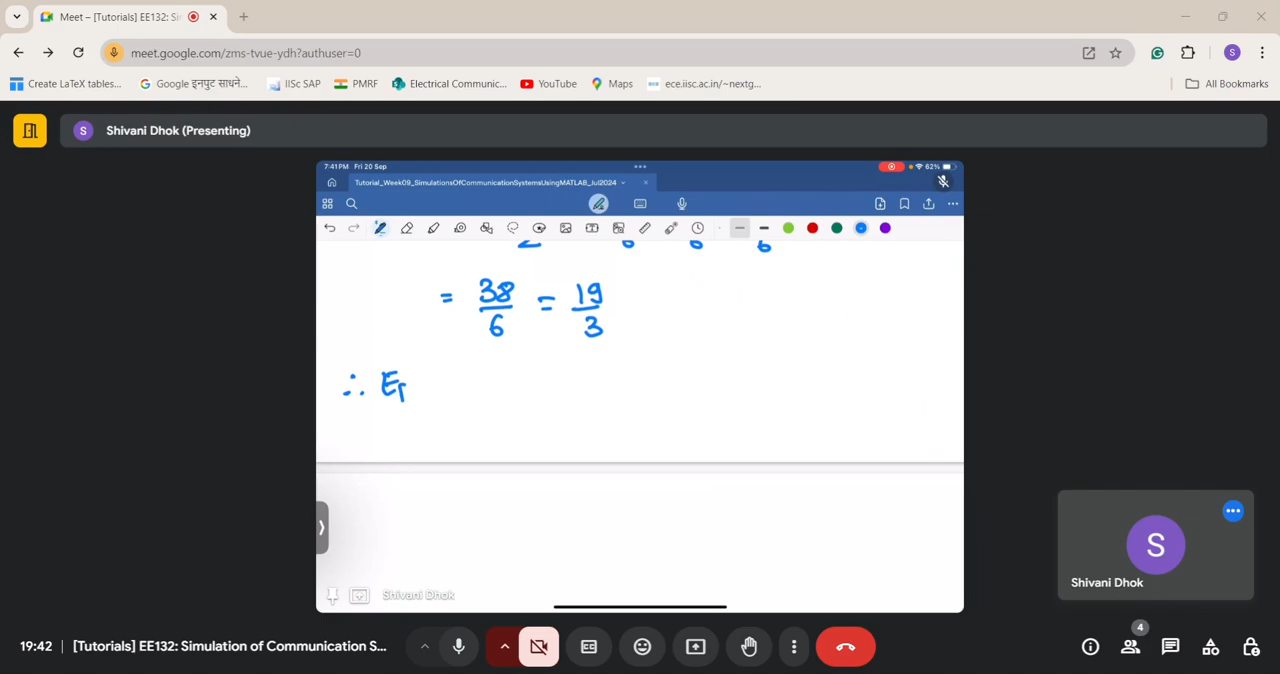 Meet – [Tutorials] EE132: Si
meet.google.com/zms-tvue-ydh?authuser=0
S
Create LaTeX tables... Google इनपुट साधने... IISc SAP PMRF Electrical Communic... YouTube Maps ece.iisc.ac.in/~nextg... All Bookmarks
S Shivani Dhok (Presenting)
7:41 PM Fri 20 Sep 62%
Tutorial_Week09_SimulationsOfCommunicationSystemsUsingMATLAB_Jul2024
= 38/6 = 19/3
∴ E
S
Shivani Dhok
Shivani Dhok
19:42 | [Tutorials] EE132: Simulation of Communication S...
4